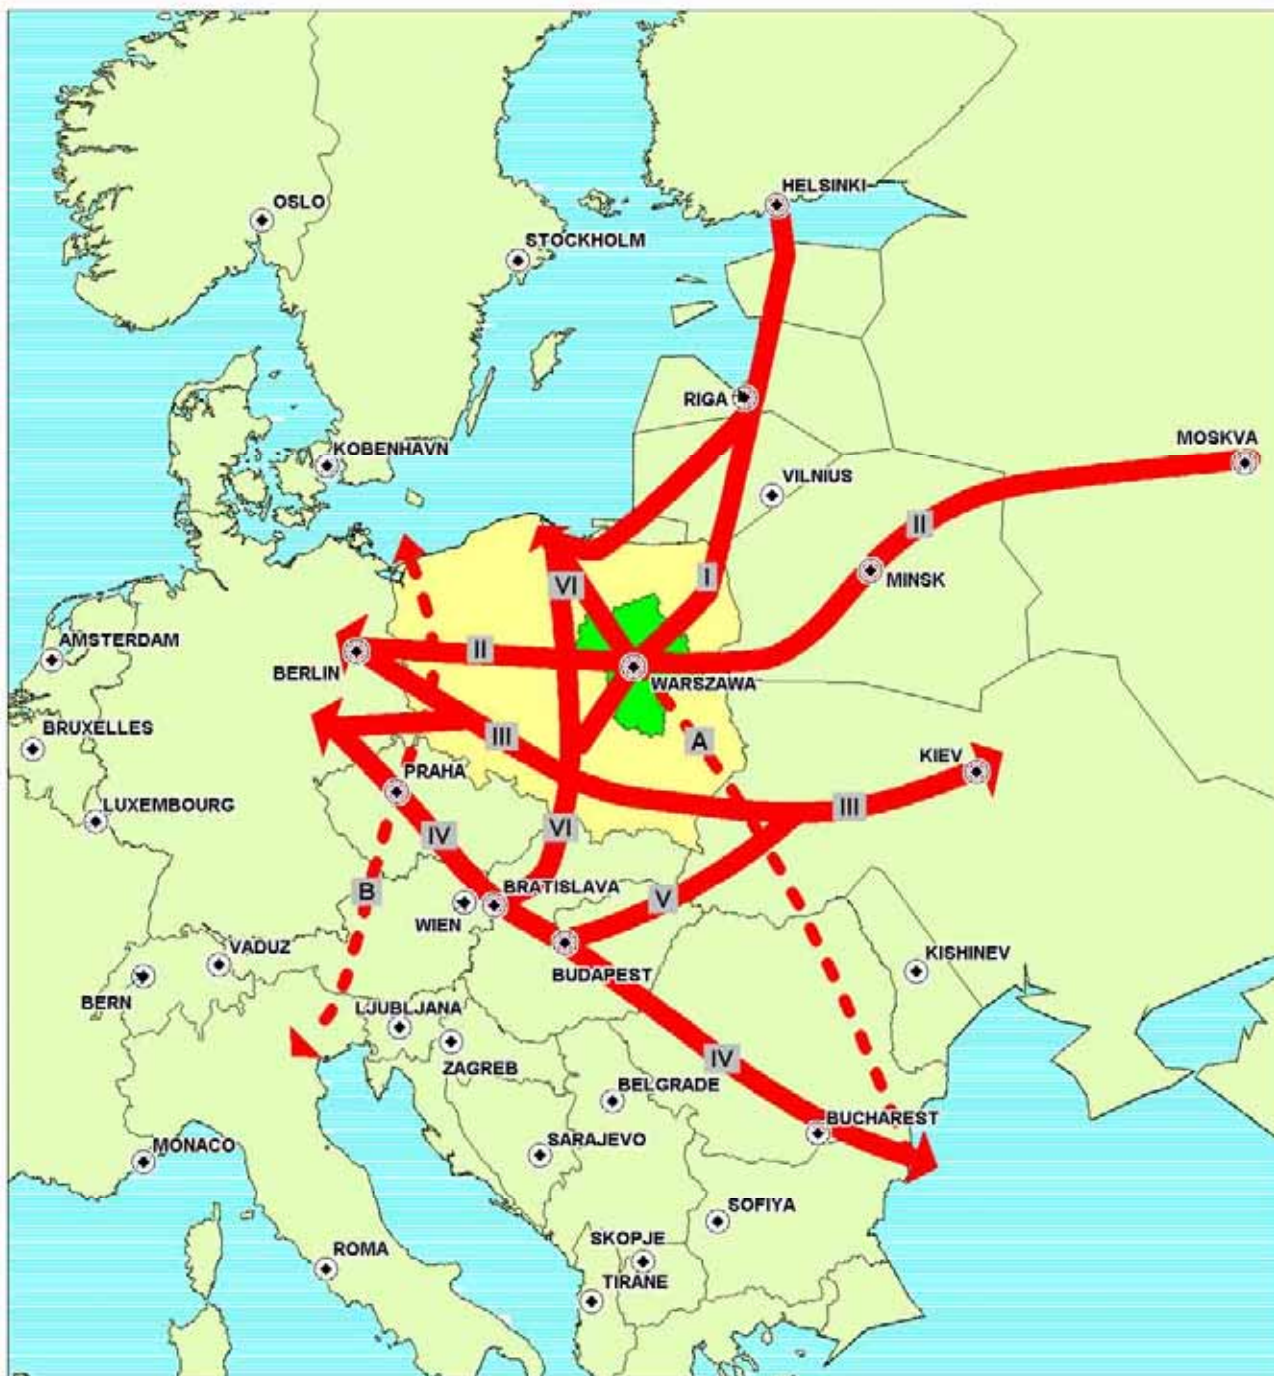 HELSINKI
OSLO
STOCKHOLM
RIGA
MOSKVA
KOBENHAVN
VILNIUS
II
I
VI
MINSK
AMSTERDAM
II
BERLIN
WARSZAWA
BRUXELLES
III
A
KIEV
PRAHA
LUXEMBOURG
III
IV
VI
B
BRATISLAVA
V
WIEN
VADUZ
KISHINEV
BERN
BUDAPEST
LJUBLJANA
IV
ZAGREB
BELGRADE
BUCHAREST
MONACO
SARAJEVO
SOFIYA
SKOPJE
ROMA
TIRANE